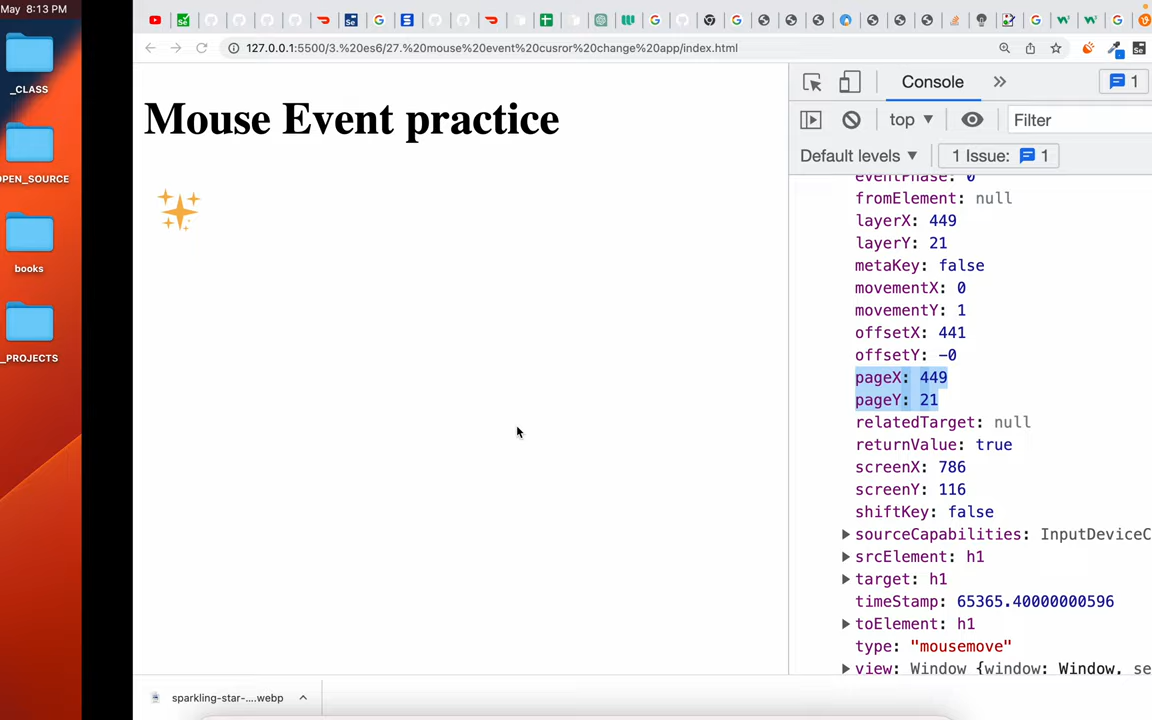 May 8:13 PM
_CLASS
OPEN_SOURCE
books
_PROJECTS
127.0.0.1:5500/3.%20es6/27.%20mouse%20event%20cusror%20change%20app/index.html
Mouse Event practice
Console
1
top
Filter
Default levels
1 Issue:
1
eventPhase: 0
fromElement: null
layerX: 449
layerY: 21
metaKey: false
movementX: 0
movementY: 1
offsetX: 441
offsetY: -0
pageX: 449
pageY: 21
relatedTarget: null
returnValue: true
screenX: 786
screenY: 116
shiftKey: false
sourceCapabilities: InputDeviceC
srcElement: h1
target: h1
timeStamp: 65365.40000000596
toElement: h1
type: "mousemove"
view: Window {window: Window, se
sparkling-star-....webp